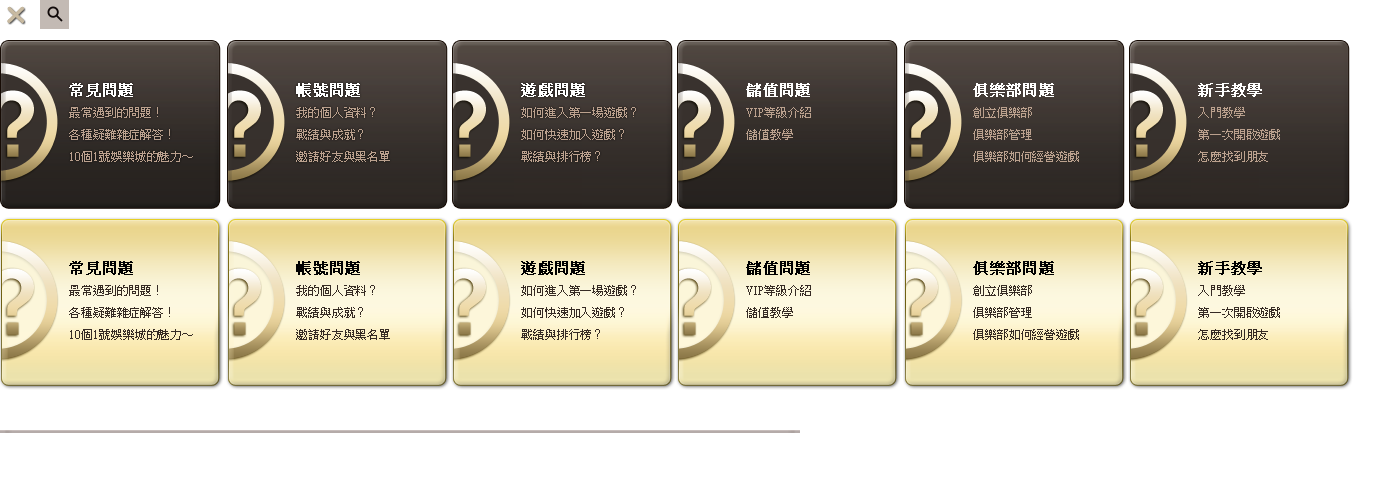 常見問題
最常遇到的問題！
各種疑難雜症解答！
10個1號娛樂城的魅力～
帳號問題
我的個人資料？
戰績與成就？
邀請好友與黑名單
遊戲問題
如何進入第一場遊戲？
如何快速加入遊戲？
戰績與排行榜？
儲值問題
VIP等級介紹
儲值教學
俱樂部問題
創立俱樂部
俱樂部管理
俱樂部如何經營遊戲
新手教學
入門教學
第一次開啟遊戲
怎麼找到朋友
常見問題
最常遇到的問題！
各種疑難雜症解答！
10個1號娛樂城的魅力～
帳號問題
我的個人資料？
戰績與成就？
邀請好友與黑名單
遊戲問題
如何進入第一場遊戲？
如何快速加入遊戲？
戰績與排行榜？
儲值問題
VIP等級介紹
儲值教學
俱樂部問題
創立俱樂部
俱樂部管理
俱樂部如何經營遊戲
新手教學
入門教學
第一次開啟遊戲
怎麼找到朋友